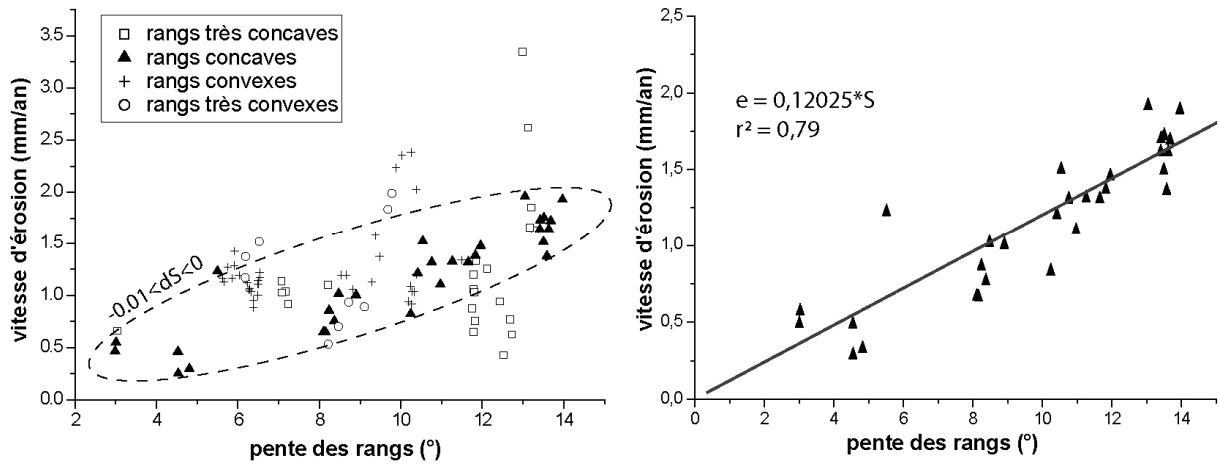 rangs très concaves
rangs concaves
rangs convexes
rangs très convexes
-0.01<dS<0
3.5
3.0
2.5
2.0
1.5
1.0
0.5
0.0
2
4
6
8
10
12
14
vitesse d'érosion (mm/an)
pente des rangs (°)
e = 0,12025*S
r² = 0,79
2,0
1,5
1,0
0,5
0,0
0
2
4
6
8
10
12
14
vitesse d'érosion (mm/an)
pente des rangs (°)